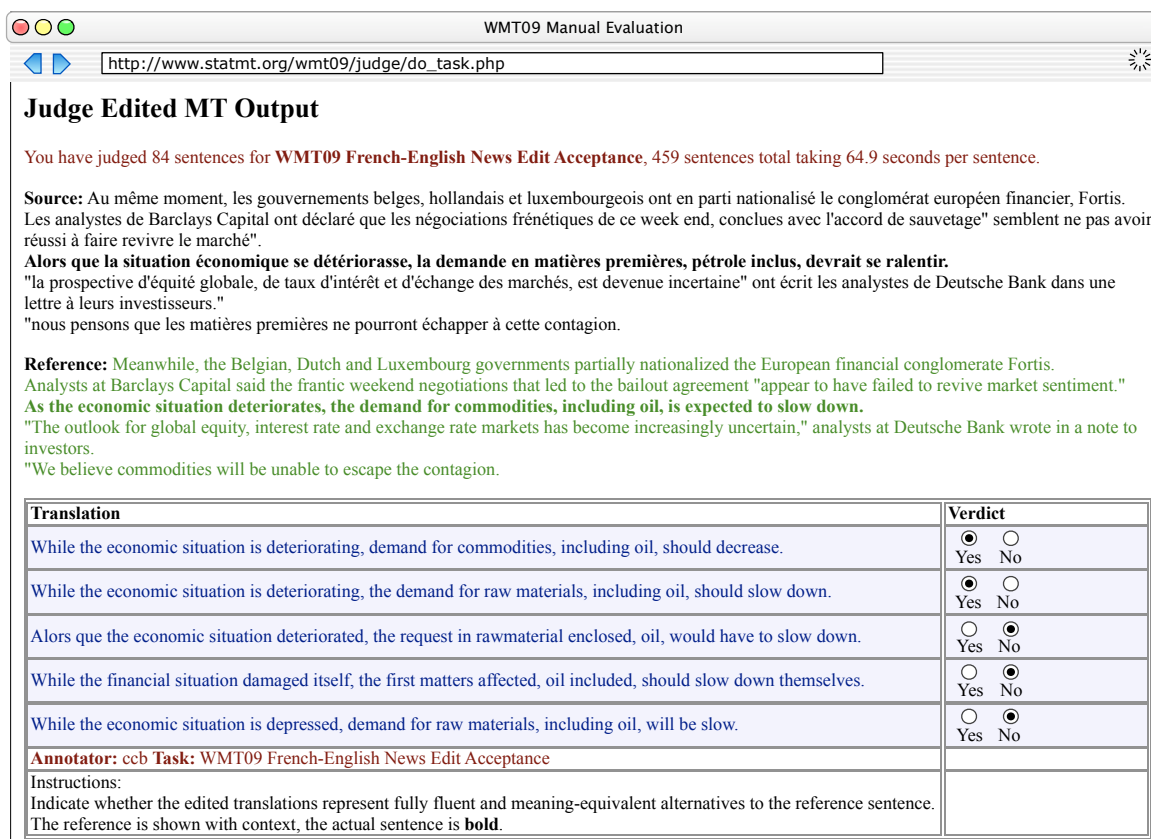 WMT09 Manual Evaluation
http://www.statmt.org/wmt09/judge/do_task.php
Judge Edited MT Output
You have judged 84 sentences for WMT09 French-English News Edit Acceptance, 459 sentences total taking 64.9 seconds per sentence.
Source: Au même moment, les gouvernements belges, hollandais et luxembourgeois ont en parti nationalisé le conglomérat européen financier, Fortis.
Les analystes de Barclays Capital ont déclaré que les négociations frénétiques de ce week end, conclues avec l'accord de sauvetage" semblent ne pas avoir
réussi à faire revivre le marché".
Alors que la situation économique se détériorasse, la demande en matières premières, pétrole inclus, devrait se ralentir.
"la prospective d'équité globale, de taux d'intérêt et d'échange des marchés, est devenue incertaine" ont écrit les analystes de Deutsche Bank dans une
lettre à leurs investisseurs."
"nous pensons que les matières premières ne pourront échapper à cette contagion.
Reference: Meanwhile, the Belgian, Dutch and Luxembourg governments partially nationalized the European financial conglomerate Fortis.
Analysts at Barclays Capital said the frantic weekend negotiations that led to the bailout agreement "appear to have failed to revive market sentiment."
As the economic situation deteriorates, the demand for commodities, including oil, is expected to slow down.
"The outlook for global equity, interest rate and exchange rate markets has become increasingly uncertain," analysts at Deutsche Bank wrote in a note to
investors.
"We believe commodities will be unable to escape the contagion.
Translation Verdict
While the economic situation is deteriorating, demand for commodities, including oil, should decrease.
Yes No
While the economic situation is deteriorating, the demand for raw materials, including oil, should slow down.
Yes No
Alors que the economic situation deteriorated, the request in rawmaterial enclosed, oil, would have to slow down.
Yes No
While the financial situation damaged itself, the first matters affected, oil included, should slow down themselves.
Yes No
While the economic situation is depressed, demand for raw materials, including oil, will be slow.
Yes No
Annotator: ccb Task: WMT09 French-English News Edit Acceptance
Instructions:
Indicate whether the edited translations represent fully fluent and meaning-equivalent alternatives to the reference sentence.
The reference is shown with context, the actual sentence is bold.